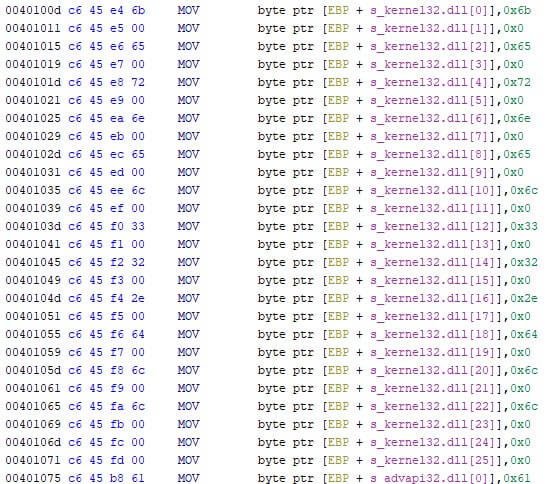 0040100d c6 45 e4 6b MOV byte ptr [EBP + s_kernel32.dll[0]],0x6b
0040101d c6 45 e5 00 MOV byte ptr [EBP + s_kernel32.dll[1]],0x0
00401015 c6 45 e6 65 MOV byte ptr [EBP + s_kernel32.dll[2]],0x65
00401019 c6 45 e7 00 MOV byte ptr [EBP + s_kernel32.dll[3]],0x0
0040101d c6 45 e8 72 MOV byte ptr [EBP + s_kernel32.dll[4]],0x72
00401021 c6 45 e9 00 MOV byte ptr [EBP + s_kernel32.dll[5]],0x0
00401025 c6 45 ea 6e MOV byte ptr [EBP + s_kernel32.dll[6]],0x6e
00401029 c6 45 eb 00 MOV byte ptr [EBP + s_kernel32.dll[7]],0x0
0040102d c6 45 ec 65 MOV byte ptr [EBP + s_kernel32.dll[8]],0x65
00401031 c6 45 ed 00 MOV byte ptr [EBP + s_kernel32.dll[9]],0x0
00401035 c6 45 ee 6c MOV byte ptr [EBP + s_kernel32.dll[10]],0x6c
00401039 c6 45 ef 00 MOV byte ptr [EBP + s_kernel32.dll[11]],0x0
0040103d c6 45 f0 33 MOV byte ptr [EBP + s_kernel32.dll[12]],0x33
00401041 c6 45 f1 00 MOV byte ptr [EBP + s_kernel32.dll[13]],0x0
00401045 c6 45 f2 32 MOV byte ptr [EBP + s_kernel32.dll[14]],0x32
00401049 c6 45 f3 00 MOV byte ptr [EBP + s_kernel32.dll[15]],0x0
0040104d c6 45 f4 2e MOV byte ptr [EBP + s_kernel32.dll[16]],0x2e
00401051 c6 45 f5 00 MOV byte ptr [EBP + s_kernel32.dll[17]],0x0
00401055 c6 45 f6 64 MOV byte ptr [EBP + s_kernel32.dll[18]],0x64
00401059 c6 45 f7 00 MOV byte ptr [EBP + s_kernel32.dll[19]],0x0
0040105d c6 45 f8 6c MOV byte ptr [EBP + s_kernel32.dll[20]],0x6c
00401061 c6 45 f9 00 MOV byte ptr [EBP + s_kernel32.dll[21]],0x0
00401065 c6 45 fa 6c MOV byte ptr [EBP + s_kernel32.dll[22]],0x6c
00401069 c6 45 fb 00 MOV byte ptr [EBP + s_kernel32.dll[23]],0x0
0040106d c6 45 fc 00 MOV byte ptr [EBP + s_kernel32.dll[24]],0x0
00401071 c6 45 fd 00 MOV byte ptr [EBP + s_kernel32.dll[25]],0x0
00401075 c6 45 b8 61 MOV byte ptr [EBP + s_advapi32.dll[0]],0x61